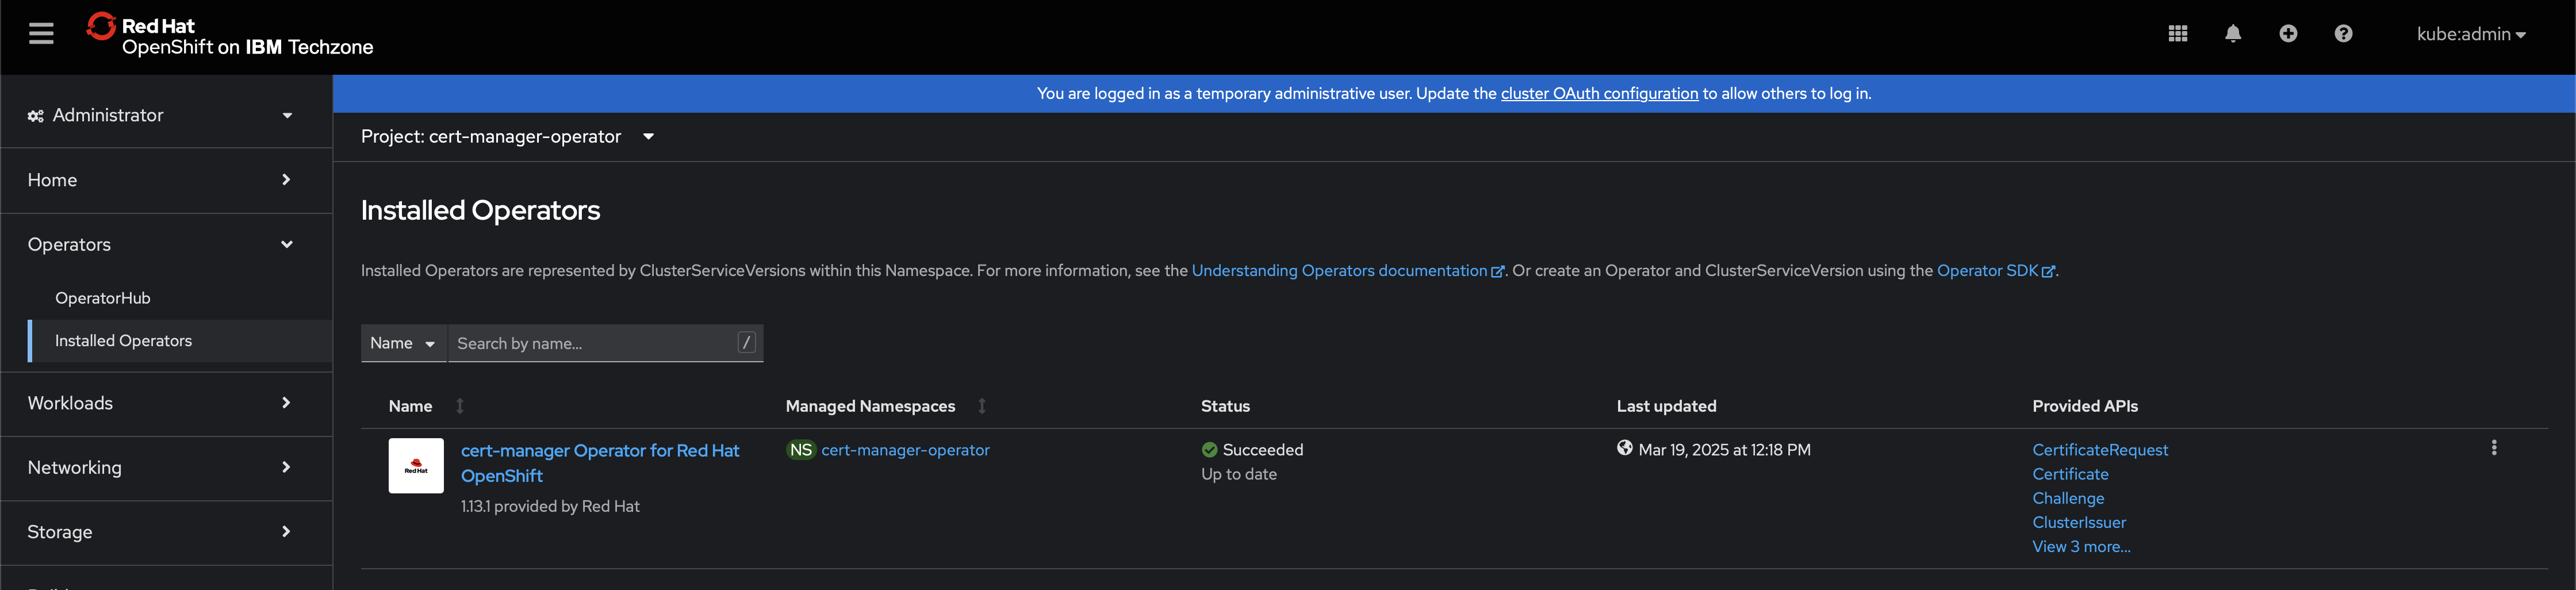 Red Hat
OpenShift on IBM Techzone
kube:admin
Administrator
You are logged in as a temporary administrative user. Update the cluster OAuth configuration to allow others to log in.
Project: cert-manager-operator
Home
Installed Operators
Operators
Installed Operators are represented by ClusterServiceVersions within this Namespace. For more information, see the Understanding Operators documentation. Or create an Operator and ClusterServiceVersion using the Operator SDK.
OperatorHub
Installed Operators
Name Search by name... /
Workloads
Name Managed Namespaces Status Last updated Provided APIs
Red Hat
cert-manager Operator for Red Hat
OpenShift
1.13.1 provided by Red Hat
NS cert-manager-operator
Succeeded
Up to date
Mar 19, 2025 at 12:18 PM
CertificateRequest
Certificate
Challenge
ClusterIssuer
View 3 more...
Networking
Storage